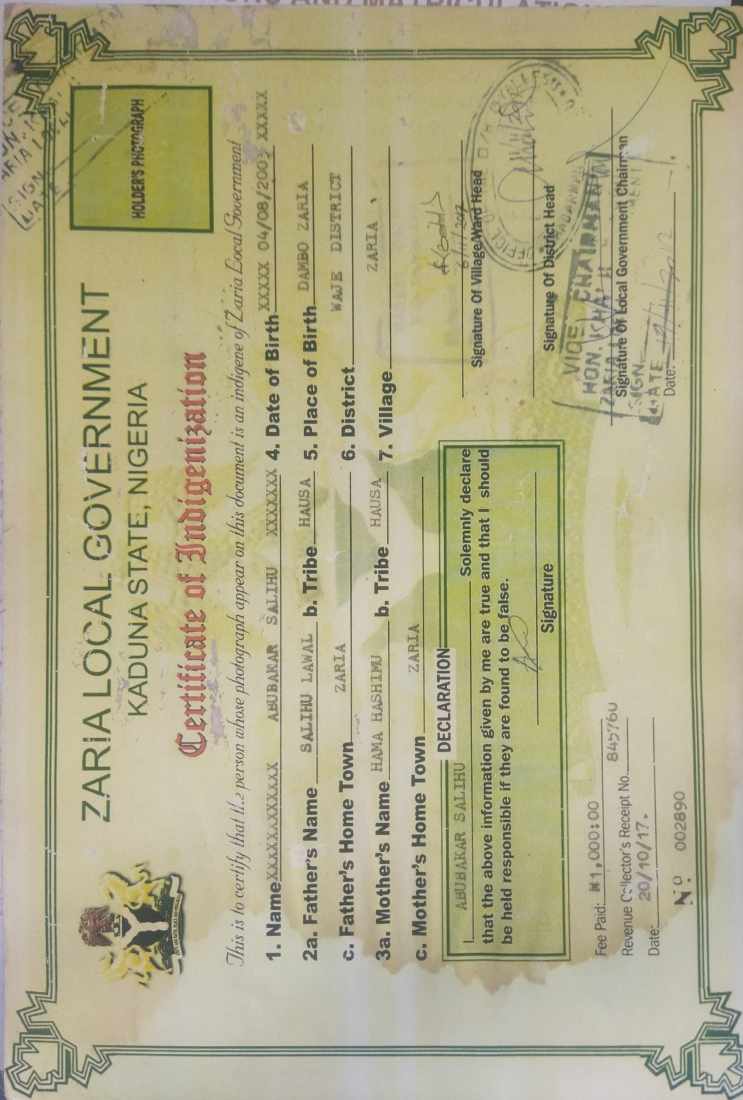 ZARIA LOCAL GOVERNMENT
KADUNA STATE, NIGERIA
HOLDER'S PHOTOGRAPH
Certificate of Indigenization
This is to certify that the person whose photograph appear on this document is an indigene of Zaria Local Government
1. Name XXXXXXXXXXXXX ABUBAKAR SALIHU XXXXXXX 4. Date of Birth XXXXX 04/08/2003 XXXXX
2a. Father's Name SALIHU LAWAL b. Tribe HAUSA 5. Place of Birth DAMBO ZARIA
c. Father's Home Town ZARIA 6. District WAJE DISTRICT
3a. Mother's Name HAMA HASHIMU b. Tribe HAUSA 7. Village ZARIA
c. Mother's Home Town ZARIA
DECLARATION
I ABUBAKAR SALIHU Solemnly declare
that the above information given by me are true and that I should
be held responsible if they are found to be false.
Signature
Signature Of Village/Ward Head
Signature Of District Head
VICE CHAIRMAN
HON.
ZARIA
SIGN
DATE
Signature Of Local Government Chairman
Date:
Fee Paid: ₦1,000:00
Revenue Collector's Receipt No. 845760
Date: 20/10/17.
Nº 002890